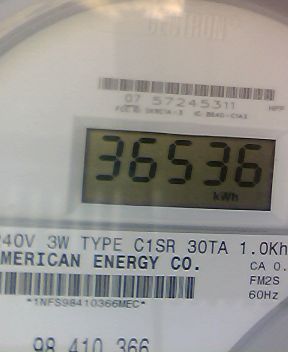 CENTRON
07 57245311
36536
kWh
240V 3W TYPE C1SR 30TA 1.0Kh
AMERICAN ENERGY CO.
CA 0.
FM2S
60Hz
*1NFS98410366MEC*
98 410 366